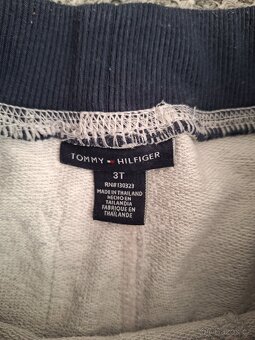 TOMMY HILFIGER
3T
RN# 130323
MADE IN THAILAND
HECHO EN
TAILANDIA
FABRIQUÉ EN
THAÏLANDE